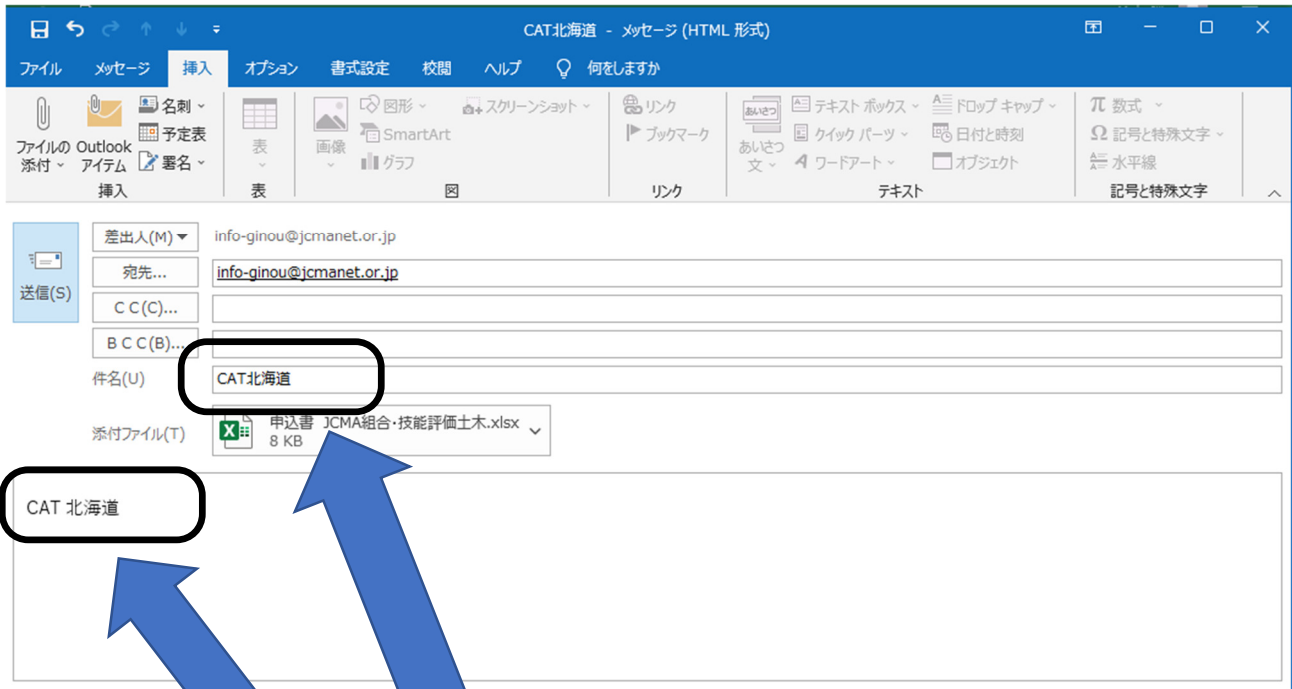 CAT北海道 - メッセージ (HTML 形式)
ファイル メッセージ 挿入 オプション 書式設定 校閲 ヘルプ 何をしますか
ファイルの添付
Outlook アイテム
名刺
予定表
署名
挿入
表
表
画像
図形
SmartArt
グラフ
スクリーンショット
図
リンク
ブックマーク
リンク
あいさつ
あいさつ文
テキスト ボックス
クイック パーツ
ワードアート
ドロップ キャップ
日付と時刻
オブジェクト
テキスト
π 数式
Ω 記号と特殊文字
水平線
記号と特殊文字
送信(S)
差出人(M) info-ginou@jcmanet.or.jp
宛先... info-ginou@jcmanet.or.jp
C C(C)...
B C C(B)...
件名(U) CAT北海道
添付ファイル(T) 申込書 JCMA組合・技能評価土木.xlsx
8 KB
CAT 北海道